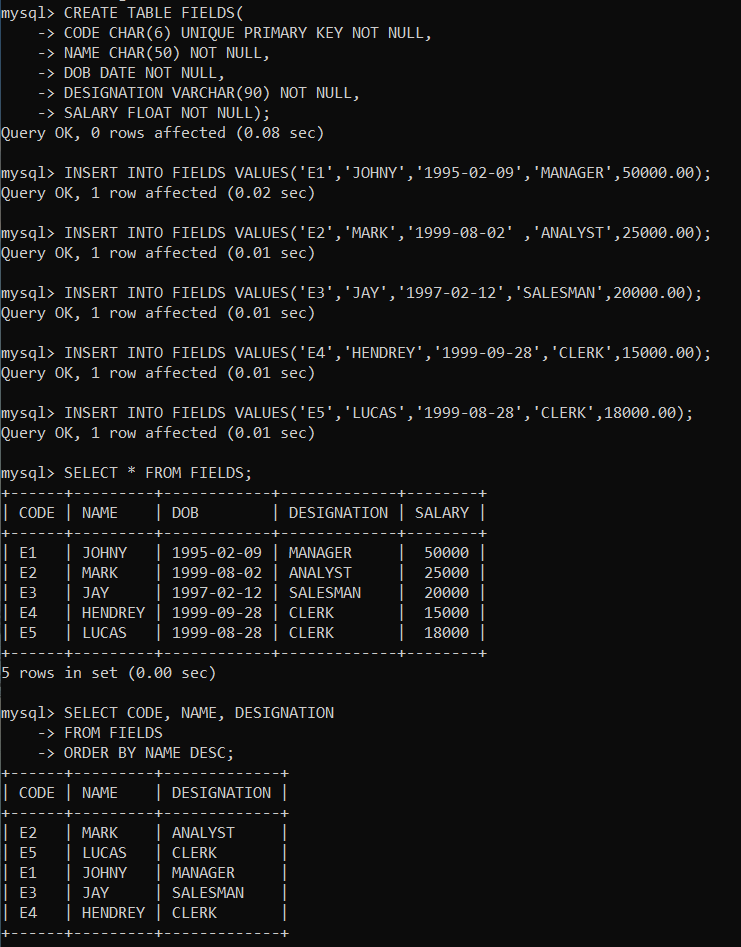 mysql> CREATE TABLE FIELDS(
    -> CODE CHAR(6) UNIQUE PRIMARY KEY NOT NULL,
    -> NAME CHAR(50) NOT NULL,
    -> DOB DATE NOT NULL,
    -> DESIGNATION VARCHAR(90) NOT NULL,
    -> SALARY FLOAT NOT NULL);
Query OK, 0 rows affected (0.08 sec)

mysql> INSERT INTO FIELDS VALUES('E1','JOHNY','1995-02-09','MANAGER',50000.00);
Query OK, 1 row affected (0.02 sec)

mysql> INSERT INTO FIELDS VALUES('E2','MARK','1999-08-02' ,'ANALYST',25000.00);
Query OK, 1 row affected (0.01 sec)

mysql> INSERT INTO FIELDS VALUES('E3','JAY','1997-02-12','SALESMAN',20000.00);
Query OK, 1 row affected (0.01 sec)

mysql> INSERT INTO FIELDS VALUES('E4','HENDREY','1999-09-28','CLERK',15000.00);
Query OK, 1 row affected (0.01 sec)

mysql> INSERT INTO FIELDS VALUES('E5','LUCAS','1999-08-28','CLERK',18000.00);
Query OK, 1 row affected (0.01 sec)

mysql> SELECT * FROM FIELDS;
+------+---------+------------+-------------+--------+
| CODE | NAME    | DOB        | DESIGNATION | SALARY |
+------+---------+------------+-------------+--------+
| E1   | JOHNY   | 1995-02-09 | MANAGER     |  50000 |
| E2   | MARK    | 1999-08-02 | ANALYST     |  25000 |
| E3   | JAY     | 1997-02-12 | SALESMAN    |  20000 |
| E4   | HENDREY | 1999-09-28 | CLERK       |  15000 |
| E5   | LUCAS   | 1999-08-28 | CLERK       |  18000 |
+------+---------+------------+-------------+--------+
5 rows in set (0.00 sec)

mysql> SELECT CODE, NAME, DESIGNATION
    -> FROM FIELDS
    -> ORDER BY NAME DESC;
+------+---------+-------------+
| CODE | NAME    | DESIGNATION |
+------+---------+-------------+
| E2   | MARK    | ANALYST     |
| E5   | LUCAS   | CLERK       |
| E1   | JOHNY   | MANAGER     |
| E3   | JAY     | SALESMAN    |
| E4   | HENDREY | CLERK       |
+------+---------+-------------+